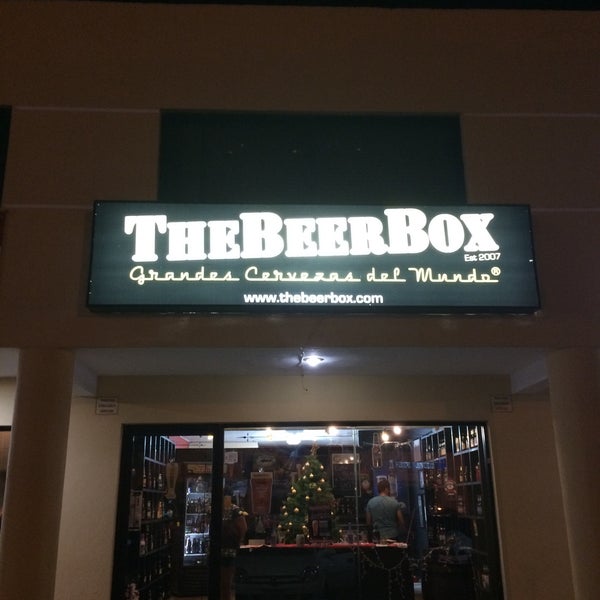 THEBEERBOX
Est 2007
Grandes Cervezas del Mundo®
www.thebeerbox.com